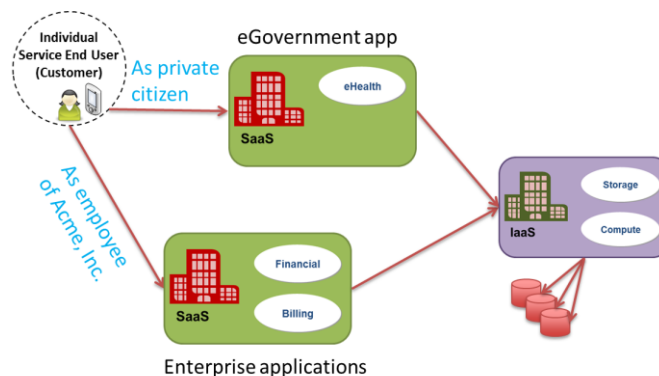 Individual
Service End User
(Customer)
As private
citizen
eGovernment app
eHealth
SaaS
As employee
of Acme, Inc.
Storage
Compute
IaaS
Financial
Billing
SaaS
Enterprise applications